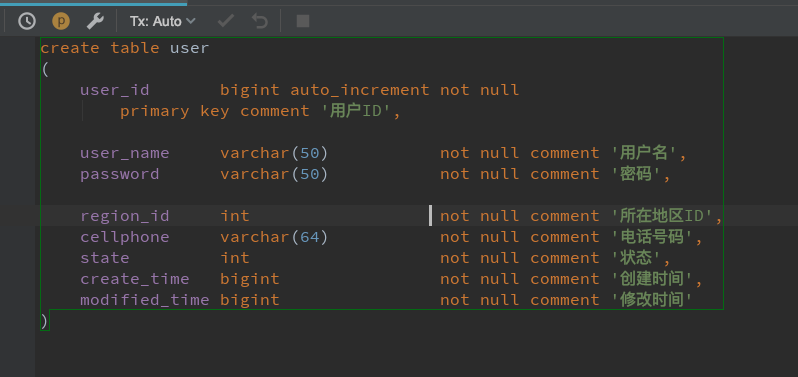 p Tx: Auto
create table user
(
user_id bigint auto_increment not null
primary key comment '用户ID',
user_name varchar(50) not null comment '用户名',
password varchar(50) not null comment '密码',
region_id int not null comment '所在地区ID',
cellphone varchar(64) not null comment '电话号码',
state int not null comment '状态',
create_time bigint not null comment '创建时间',
modified_time bigint not null comment '修改时间'
)